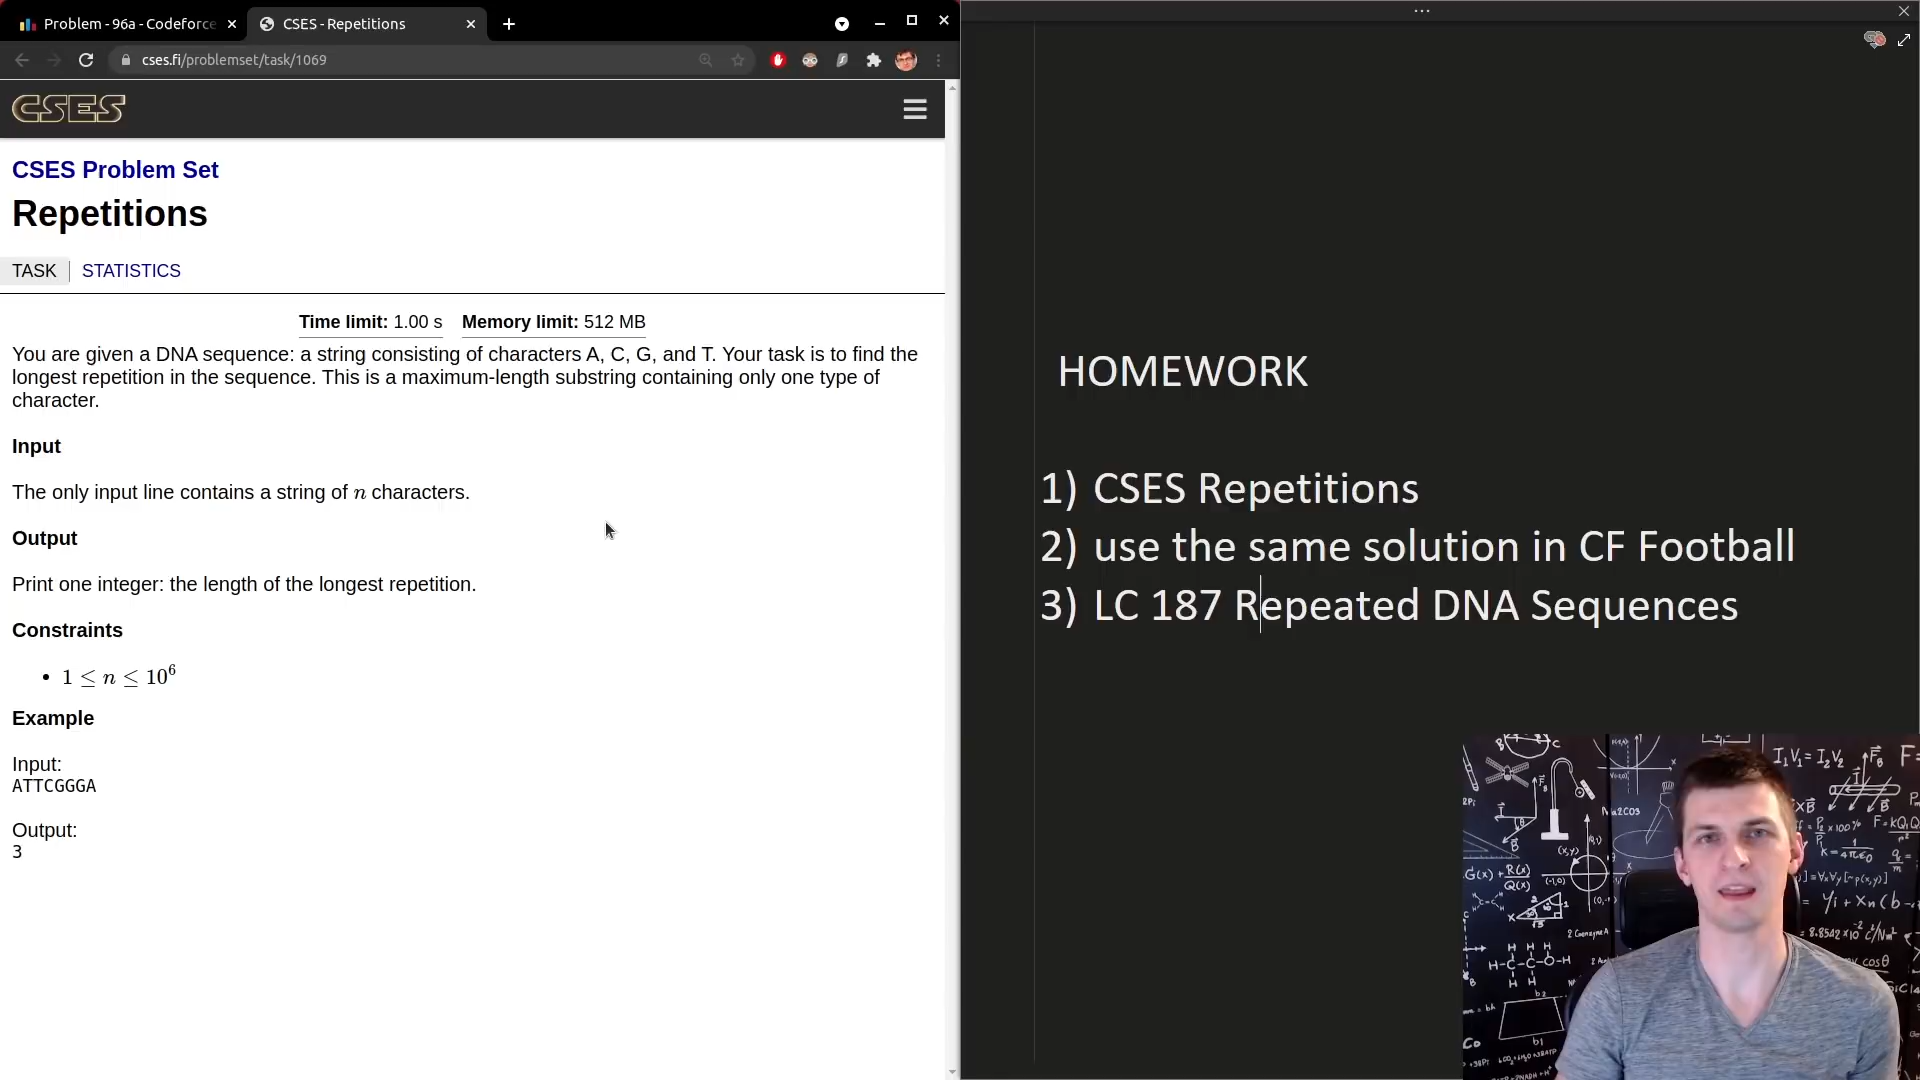 Problem - 96a - Codeforce
CSES - Repetitions
cses.fi/problemset/task/1069
CSES
CSES Problem Set
Repetitions
TASK
STATISTICS
Time limit: 1.00 s
Memory limit: 512 MB
You are given a DNA sequence: a string consisting of characters A, C, G, and T. Your task is to find the
longest repetition in the sequence. This is a maximum-length substring containing only one type of
character.
Input
The only input line contains a string of n characters.
Output
Print one integer: the length of the longest repetition.
Constraints
• 1 ≤ n ≤ 10⁶
Example
Input:
ATTCGGGA
Output:
3
HOMEWORK
1) CSES Repetitions
2) use the same solution in CF Football
3) LC 187 Repeated DNA Sequences
I₁V₁ = I₂V₂
(x,y)
(-1,0)
G(x) +
R(x)
Q(x)
H H H
H-C-C-O-H
H H